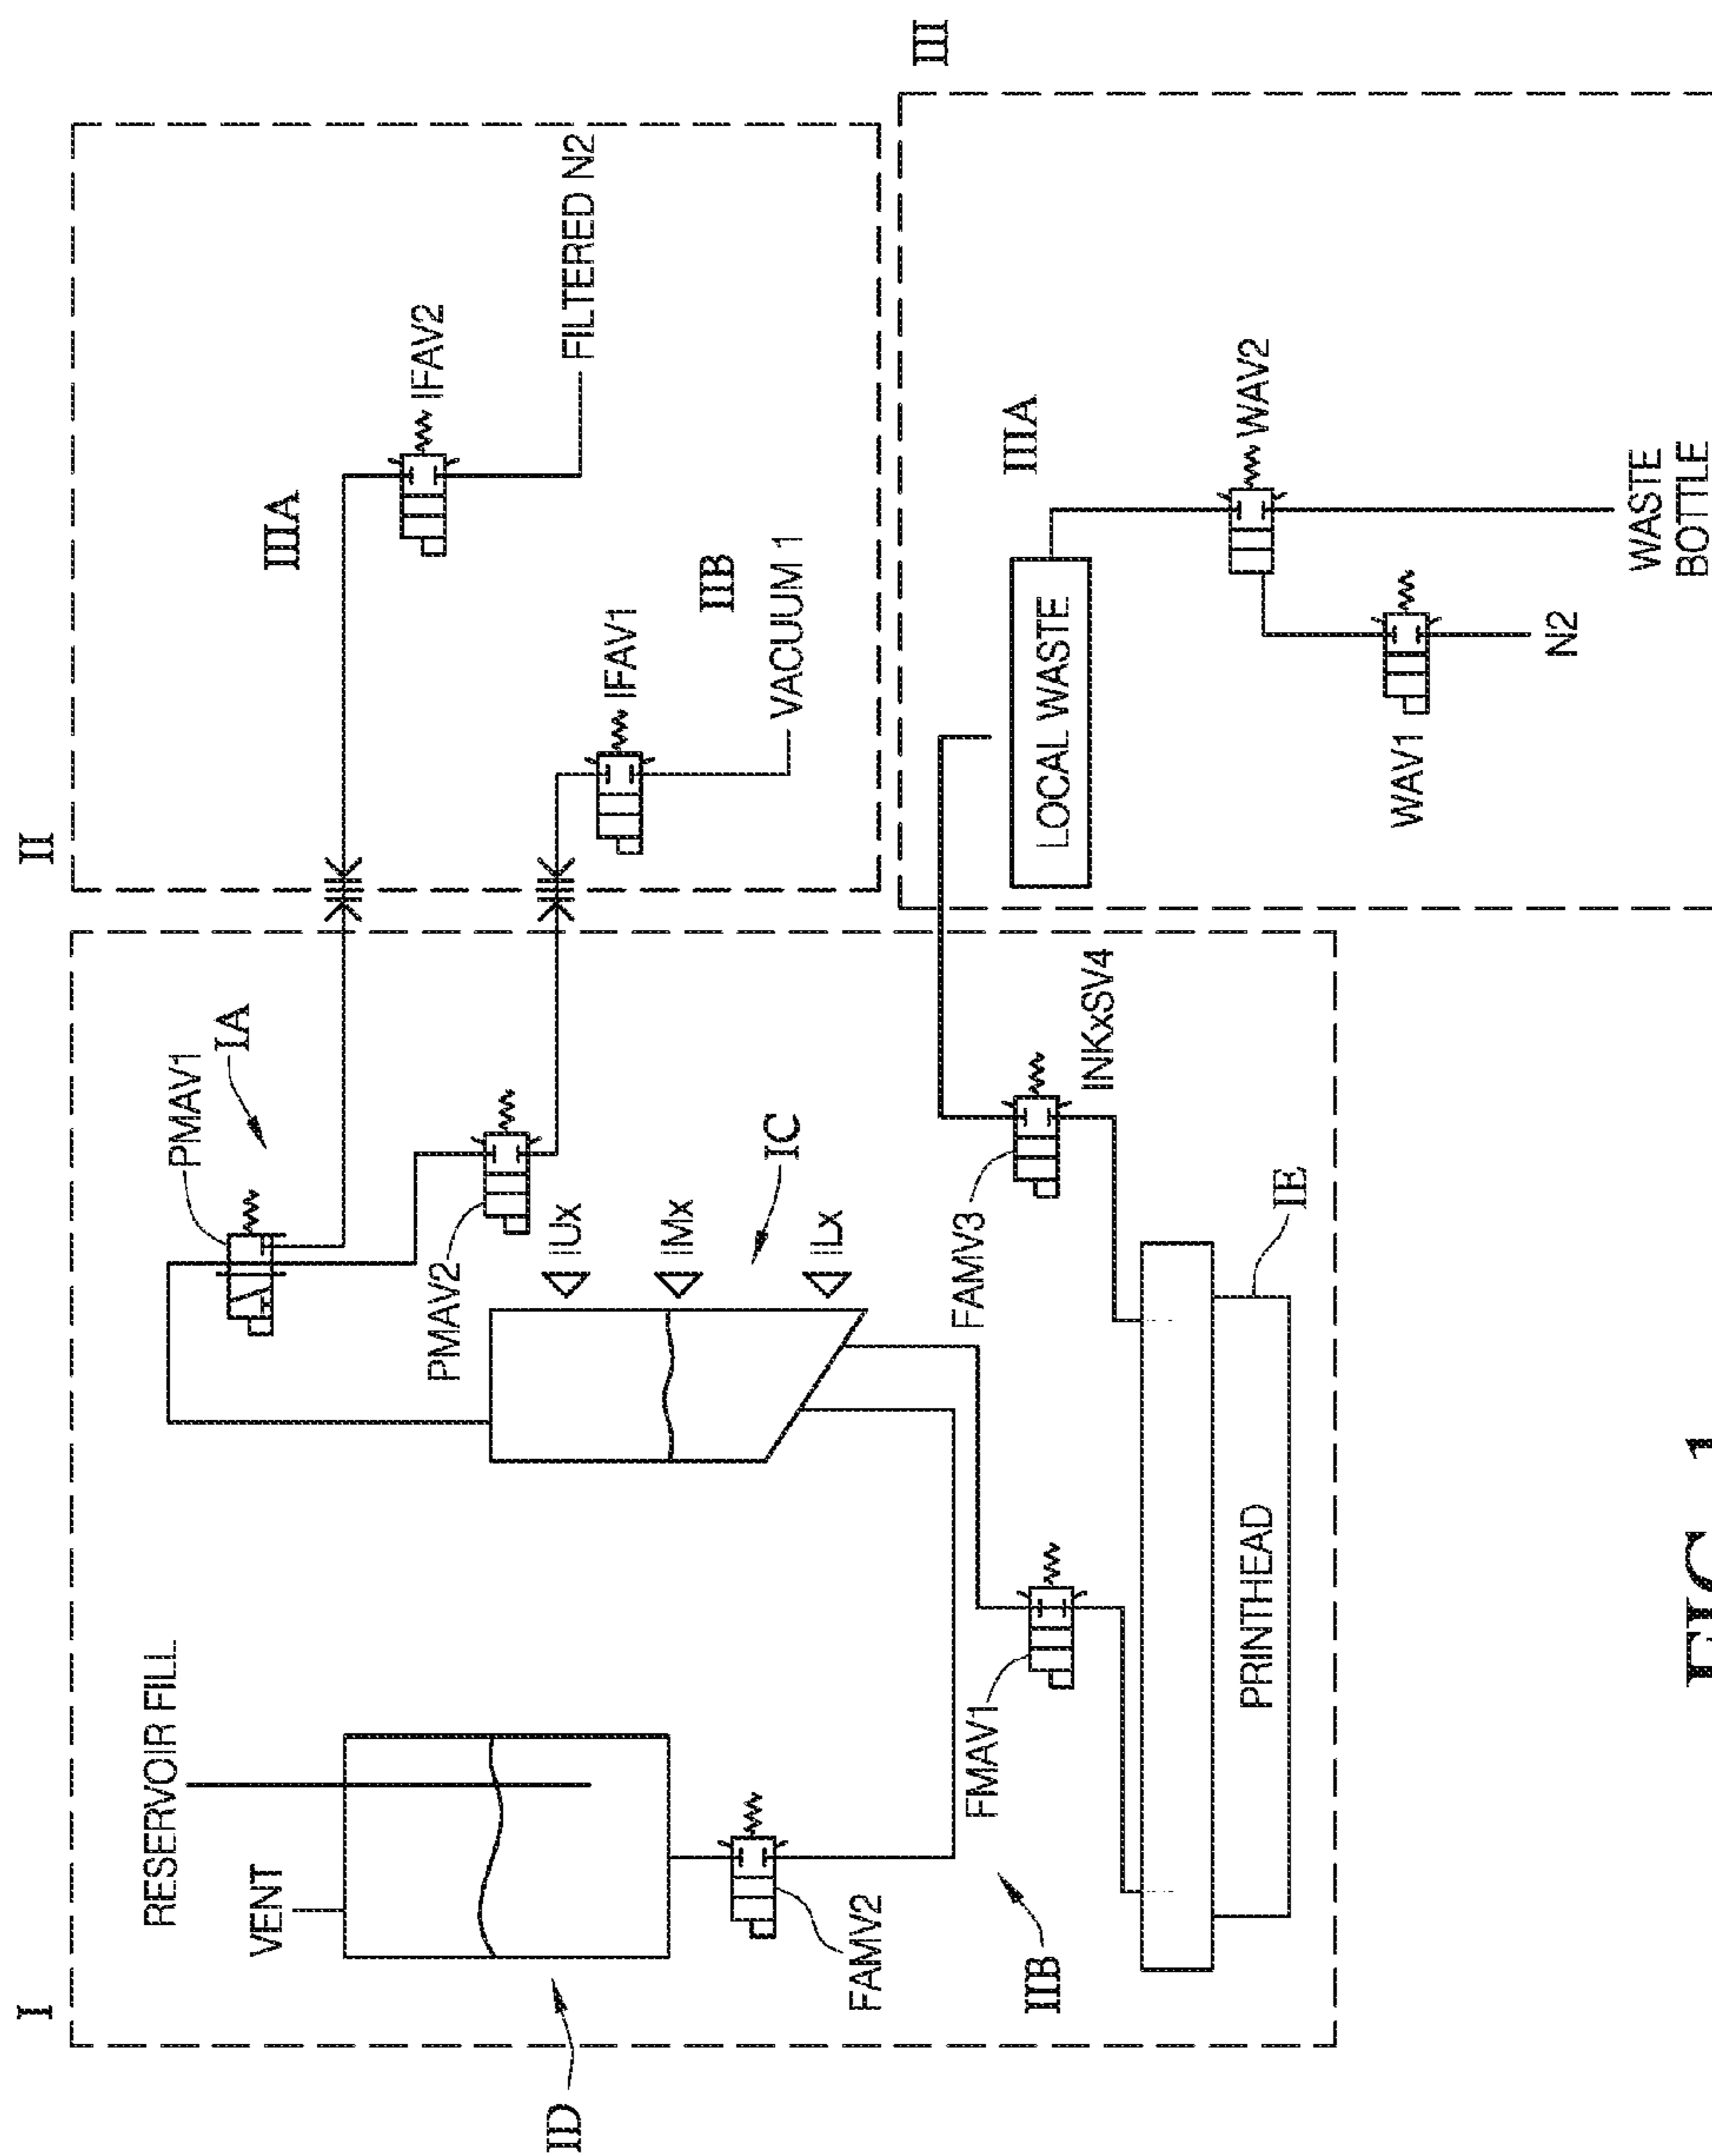 I
II
III
RESERVOIR FILL
VENT
ID
FAMV2
PMAV1
IA
PMAV2
IUx
IMx
ILx
IC
IIIA
IFAV2
FILTERED N2
IFAV1
IIB
VACUUM 1
FMAV1
IIB
FAMV3
INKxSV4
PRINTHEAD
IE
LOCAL WASTE
IIIA
WAV2
WAV1
N2
WASTE
BOTTLE